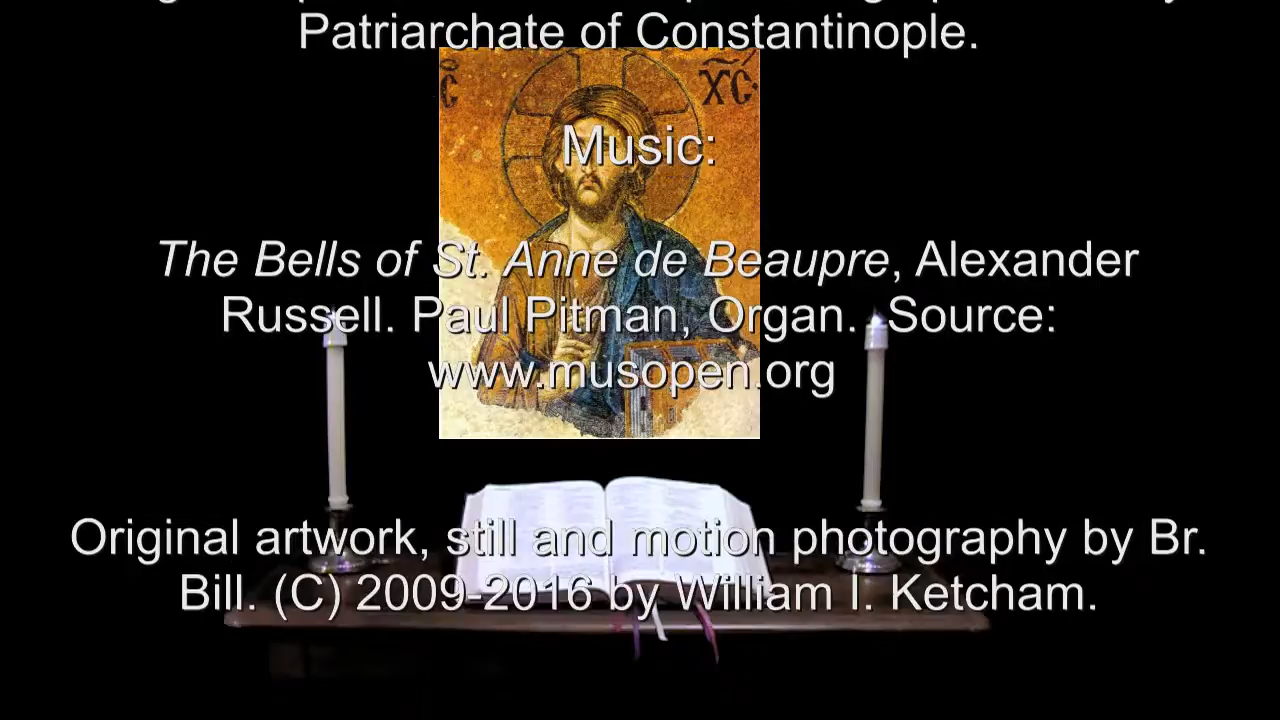 Patriarchate of Constantinople.
C
XC
Music:
The Bells of St. Anne de Beaupre, Alexander
Russell. Paul Pitman, Organ. Source:
www.musopen.org
Original artwork, still and motion photography by Br.
Bill. (C) 2009-2016 by William I. Ketcham.